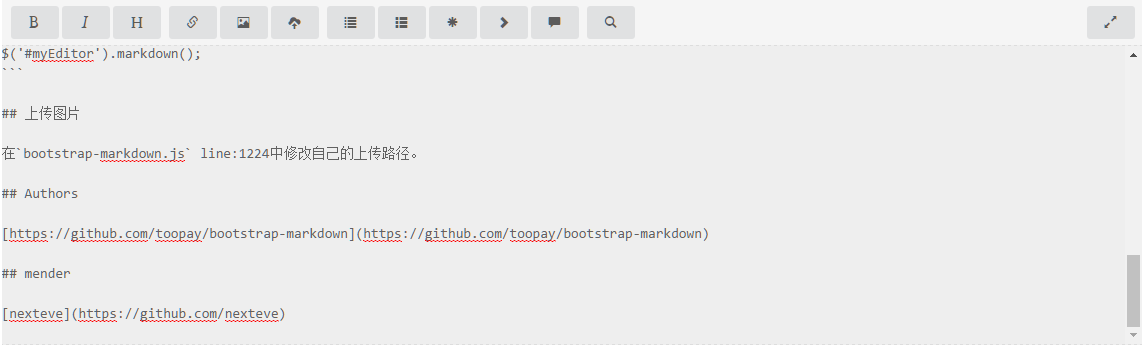 B I H
$('#myEditor').markdown();
```
## 上传图片
在`bootstrap-markdown.js` line:1224中修改自己的上传路径。
## Authors
[https://github.com/toopay/bootstrap-markdown](https://github.com/toopay/bootstrap-markdown)
## mender
[nexteve](https://github.com/nexteve)